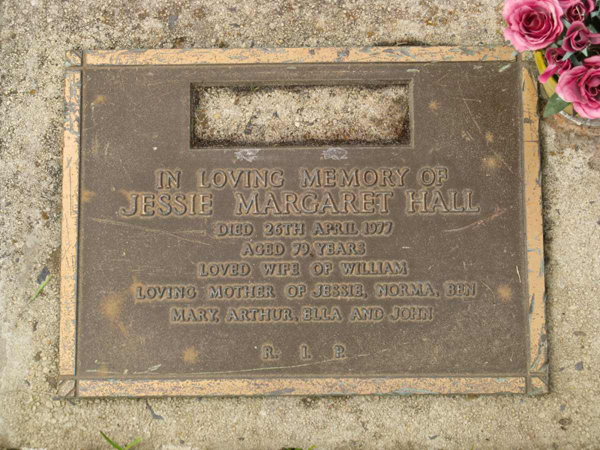 IN LOVING MEMORY OF
JESSIE MARGARET HALL
DIED 26TH APRIL 1977
AGED 79 YEARS
LOVED WIFE OF WILLIAM
LOVING MOTHER OF JESSIE, NORMA, BEN
MARY, ARTHUR, ELLA AND JOHN
R. I. P.